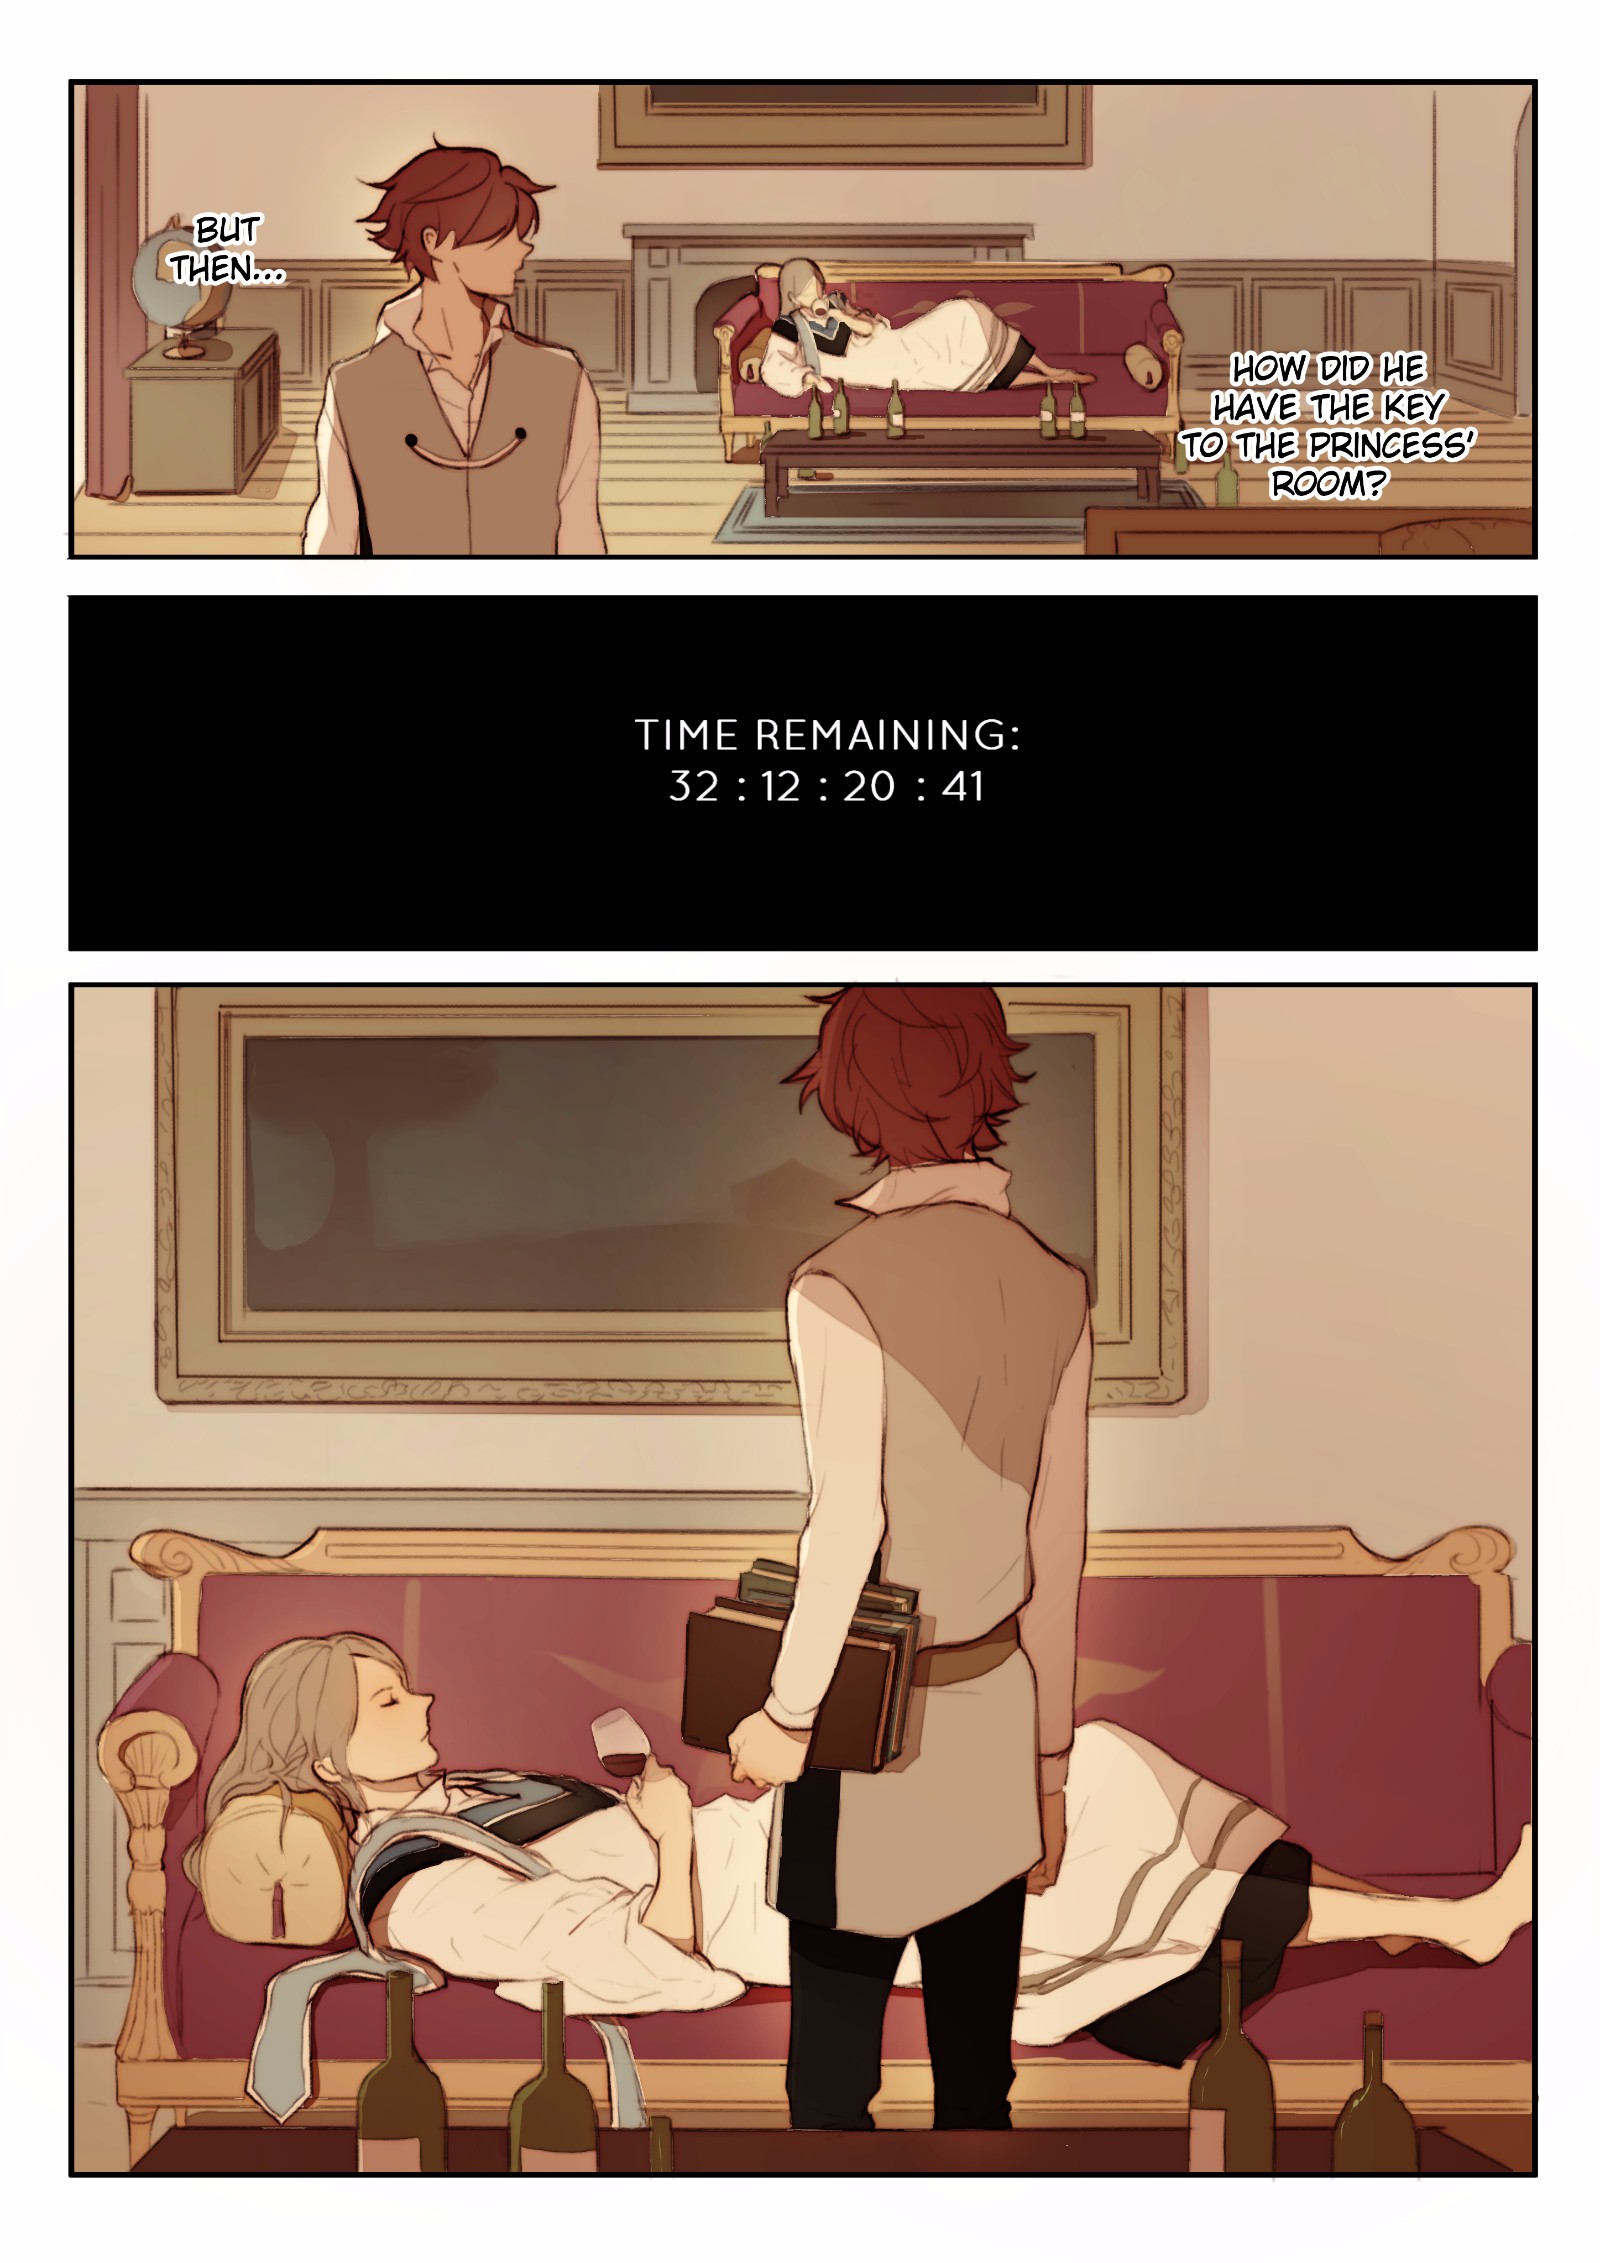 BUT
THEN...
HOW DID HE
HAVE THE KEY
TO THE PRINCESS'
ROOM?
TIME REMAINING:
32 : 12 : 20 : 41